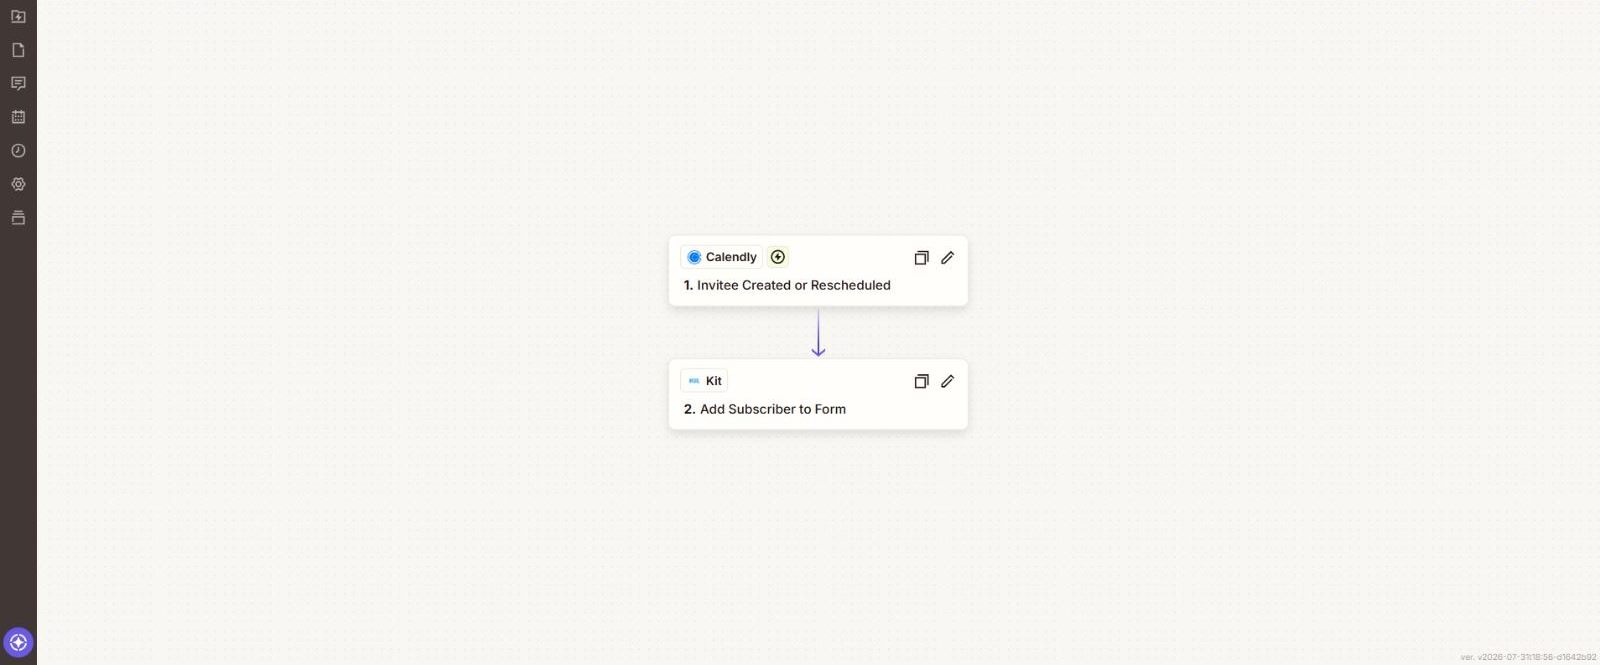 Calendly
1. Invitee Created or Rescheduled
Kit
2. Add Subscriber to Form